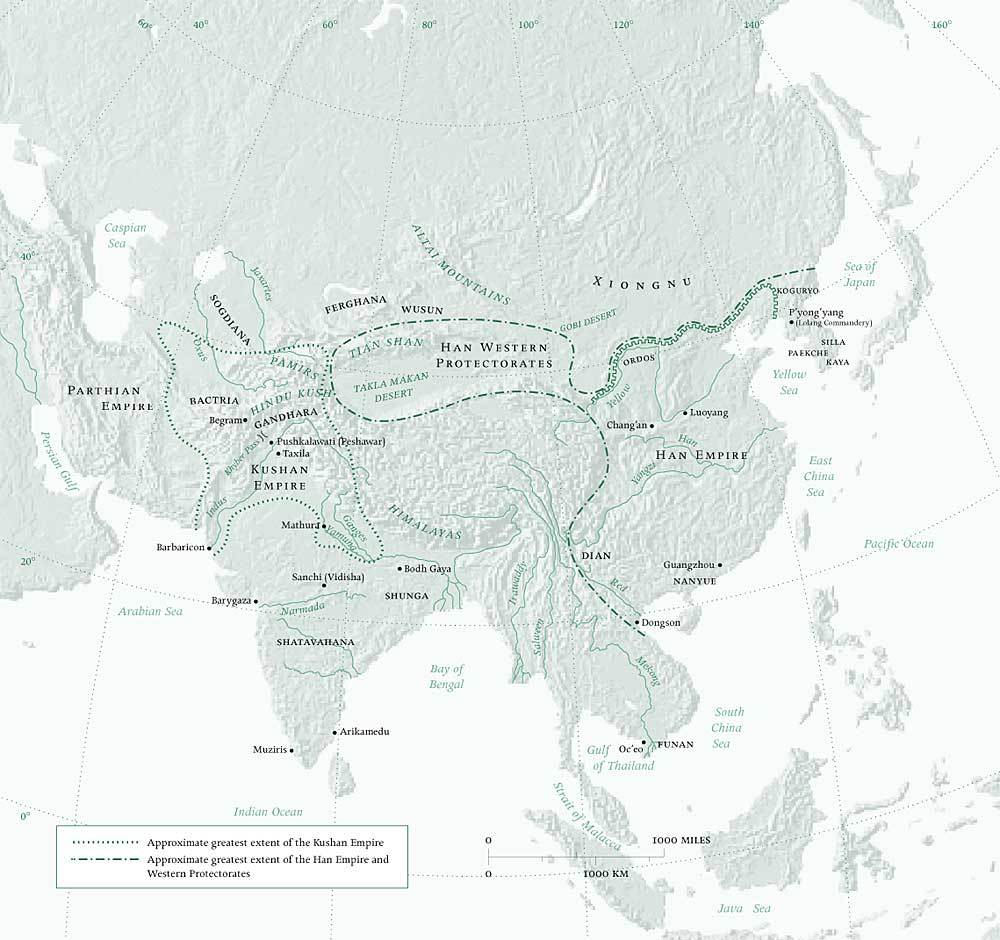 60°
40°
60°
80°
100°
120°
140°
160°
Caspian
Sea
40°
ALTAI MOUNTAINS
XIONGNU
Sea of
Japan
Jaxartes
SOGDIANA
FERGHANA
WUSUN
GOBI DESERT
KOGURYO
P'yong'yang
(Lolang Commandery)
SILLA
PAEKCHE
KAYA
Oxus
TIAN SHAN
HAN WESTERN
PROTECTORATES
ORDOS
PAMIRS
Yellow
Sea
PARTHIAN
EMPIRE
TAKLA MAKAN
DESERT
Yellow
HINDU KUSH
BACTRIA
GANDHARA
Begram
Luoyang
Chang'an
Pushkalawati (Peshawar)
Taxila
Khyber Pass
Han
HAN EMPIRE
Yangzi
KUSHAN
EMPIRE
East
China
Sea
Persian Gulf
Indus
Mathura
Ganges
Yamuna
HIMALAYAS
Barbaricon
Pacific Ocean
20°
DIAN
Guangzhou
NANYUE
Bodh Gaya
Sanchi (Vidisha)
SHUNGA
Irawaddy
Red
Arabian Sea
Barygaza
Narmada
Salween
Dongson
SHATAVAHANA
Bay of
Bengal
Mekong
South
China
Sea
Arikamedu
Muziris
Gulf
of Thailand
Oc'eo
FUNAN
Strait of Malacca
Indian Ocean
0°
Approximate greatest extent of the Kushan Empire
Approximate greatest extent of the Han Empire and
Western Protectorates
0
1000 MILES
0
1000 KM
Java Sea